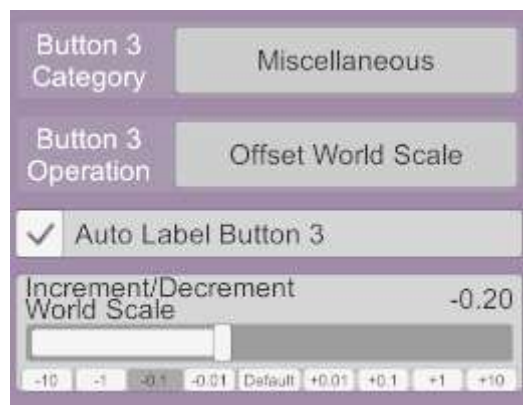 Button 3
Category
Miscellaneous
Button 3
Operation
Offset World Scale
Auto Label Button 3
Increment/Decrement
World Scale
-0.20
-10 -1 -0.1 -0.01 Default +0.01 +0.1 +1 +10